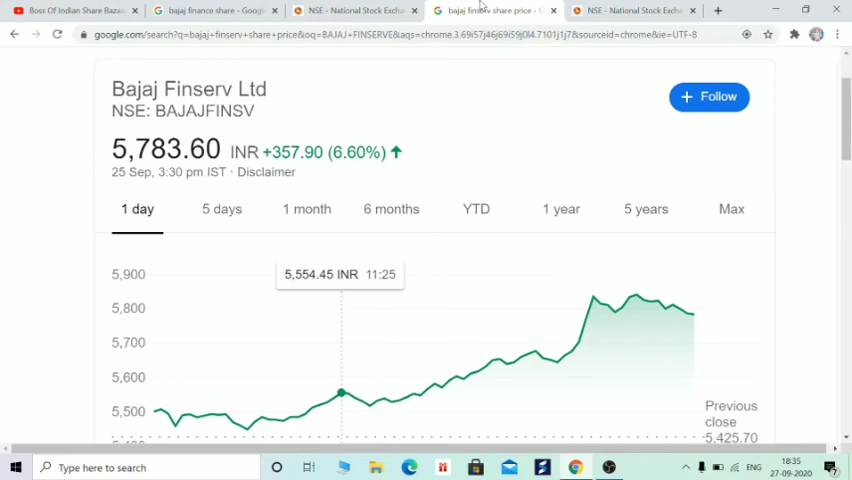 Boss Of Indian Share Bazaa
bajaj finance share - Googl
NSE - National Stock Excha
bajaj finserv share price - G
NSE - National Stock Exchan
google.com/search?q=bajaj+finserv+share+price&oq=BAJAJ+FINSERVE&aqs=chrome.3.69i57j46j69i59j0l4.7101j1j7&sourceid=chrome&ie=UTF-8
Bajaj Finserv Ltd
NSE: BAJAJFINSV
+ Follow
5,783.60 INR +357.90 (6.60%)
25 Sep, 3:30 pm IST · Disclaimer
1 day 5 days 1 month 6 months YTD 1 year 5 years Max
5,554.45 INR 11:25
5,900
5,800
5,700
5,600
5,500
Previous
close
5,425.70
Type here to search
ENG
18:35
27-09-2020
7